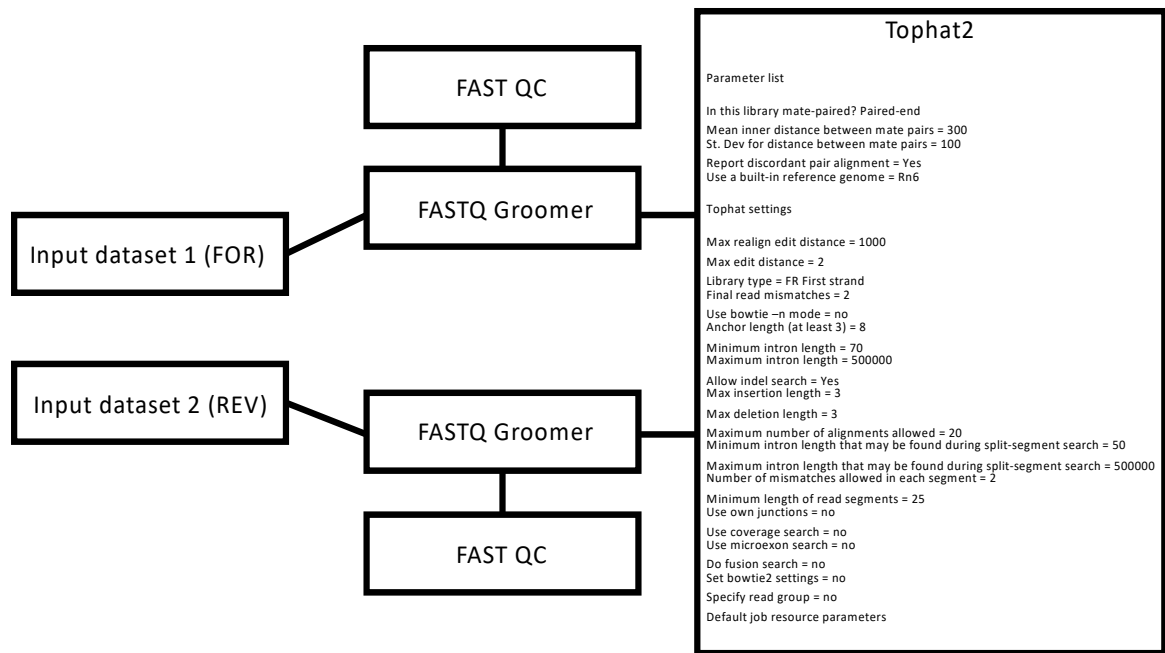 FAST QC
FASTQ Groomer
Input dataset 1 (FOR)
Input dataset 2 (REV)
FASTQ Groomer
FAST QC
Tophat2
Parameter list
In this library mate-paired? Paired-end
Mean inner distance between mate pairs = 300
St. Dev for distance between mate pairs = 100
Report discordant pair alignment = Yes
Use a built-in reference genome = Rn6
Tophat settings
Max realign edit distance = 1000
Max edit distance = 2
Library type = FR First strand
Final read mismatches = 2
Use bowtie –n mode = no
Anchor length (at least 3) = 8
Minimum intron length = 70
Maximum intron length = 500000
Allow indel search = Yes
Max insertion length = 3
Max deletion length = 3
Maximum number of alignments allowed = 20
Minimum intron length that may be found during split-segment search = 50
Maximum intron length that may be found during split-segment search = 500000
Number of mismatches allowed in each segment = 2
Minimum length of read segments = 25
Use own junctions = no
Use coverage search = no
Use microexon search = no
Do fusion search = no
Set bowtie2 settings = no
Specify read group = no
Default job resource parameters